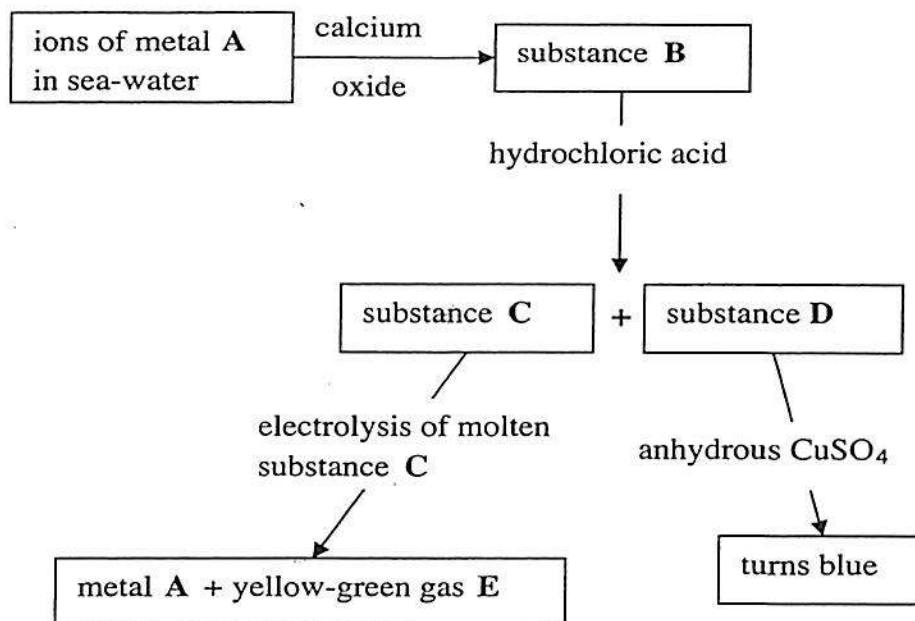 ions of metal A
in sea-water
calcium
oxide
substance B
hydrochloric acid
substance C
+
substance D
electrolysis of molten
substance C
anhydrous CuSO₄
metal A + yellow-green gas E
turns blue